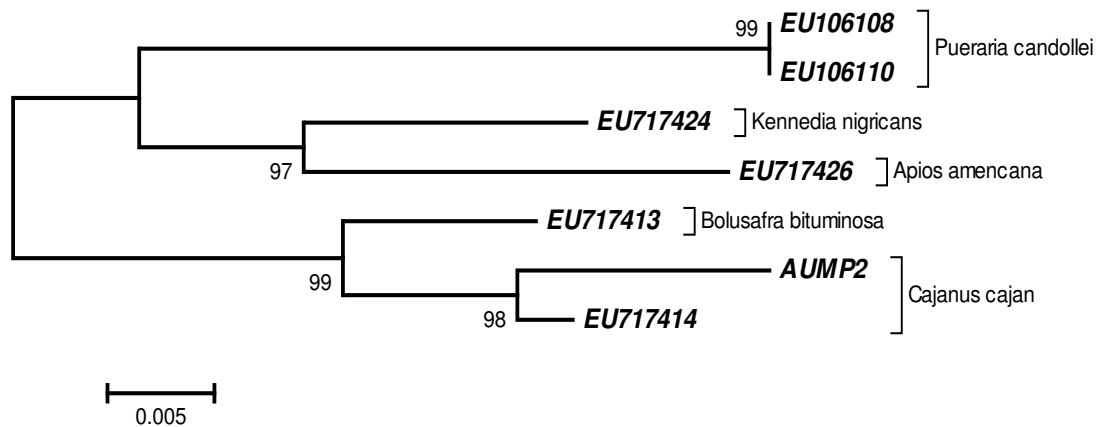 99
EU106108
Pueraria candollei
EU106110
EU717424
Kennedia nigricans
97
EU717426
Apios amencana
EU717413
Bolusafra bituminosa
99
AUMP2
Cajanus cajan
98
EU717414
0.005